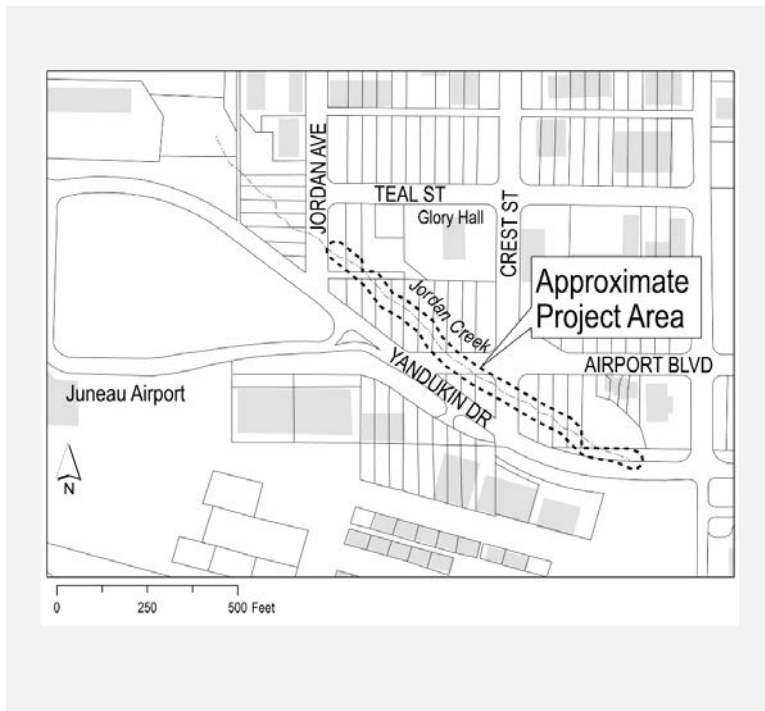 JORDAN AVE
TEAL ST
Glory Hall
CREST ST
Jordan Creek
Approximate
Project Area
YANDUKIN DR
AIRPORT BLVD
Juneau Airport
N
0 250 500 Feet